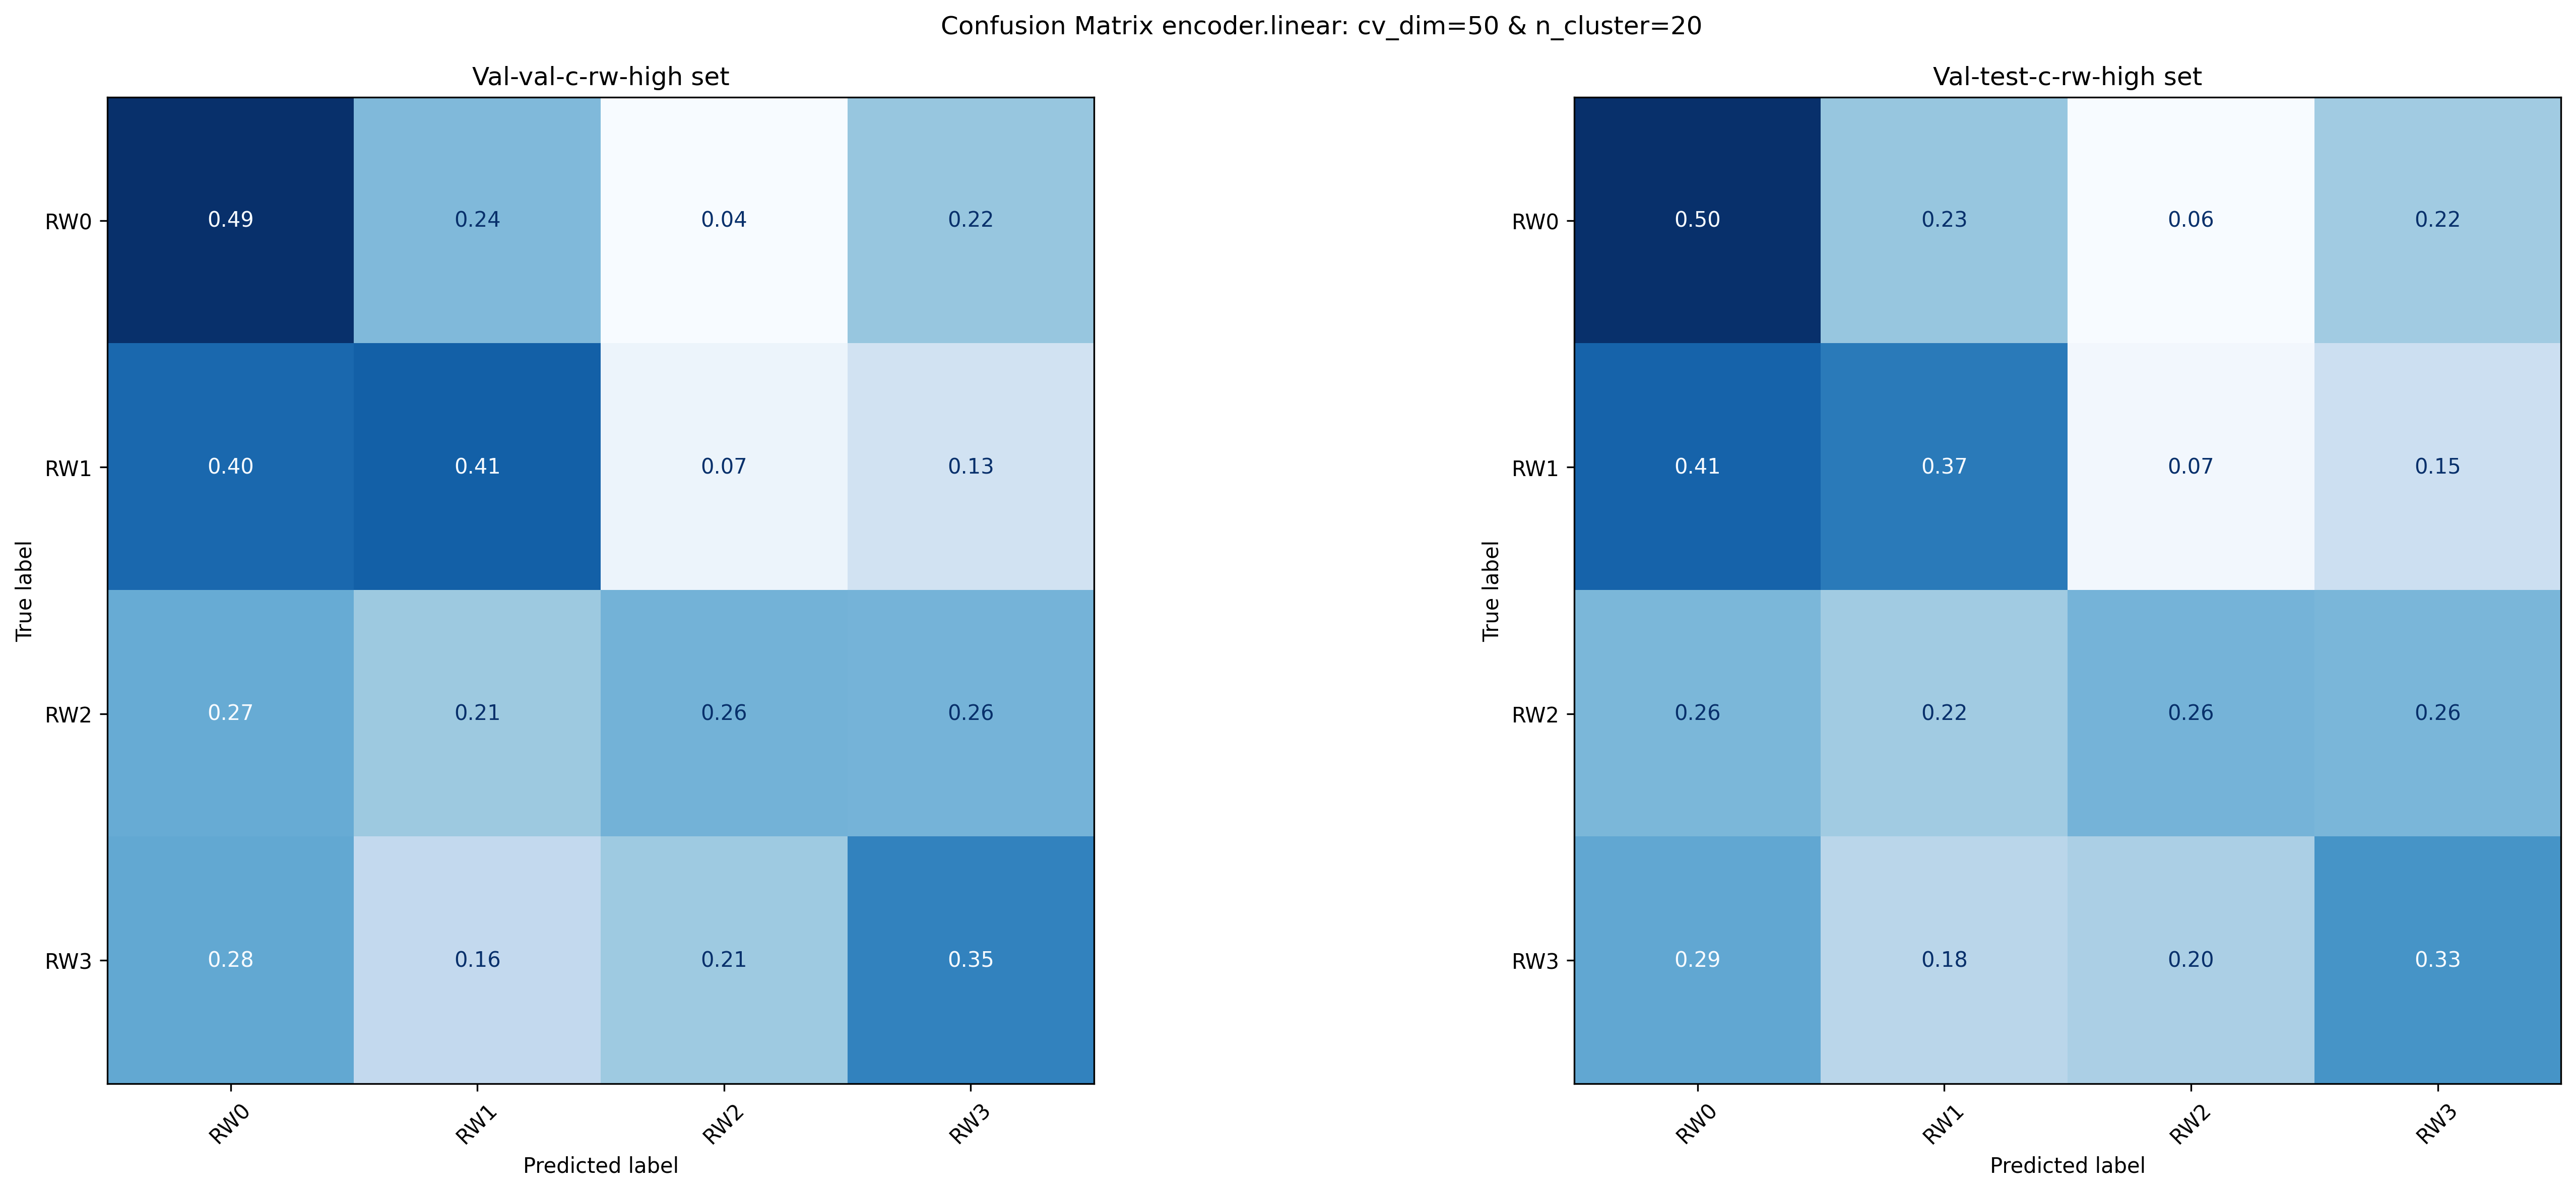 Confusion Matrix encoder.linear: cv_dim=50 & n_cluster=20
Val-val-c-rw-high set
True label
RW0 0.49 0.24 0.04 0.22
RW1 0.40 0.41 0.07 0.13
RW2 0.27 0.21 0.26 0.26
RW3 0.28 0.16 0.21 0.35
RW0 RW1 RW2 RW3
Predicted label
Val-test-c-rw-high set
True label
RW0 0.50 0.23 0.06 0.22
RW1 0.41 0.37 0.07 0.15
RW2 0.26 0.22 0.26 0.26
RW3 0.29 0.18 0.20 0.33
RW0 RW1 RW2 RW3
Predicted label